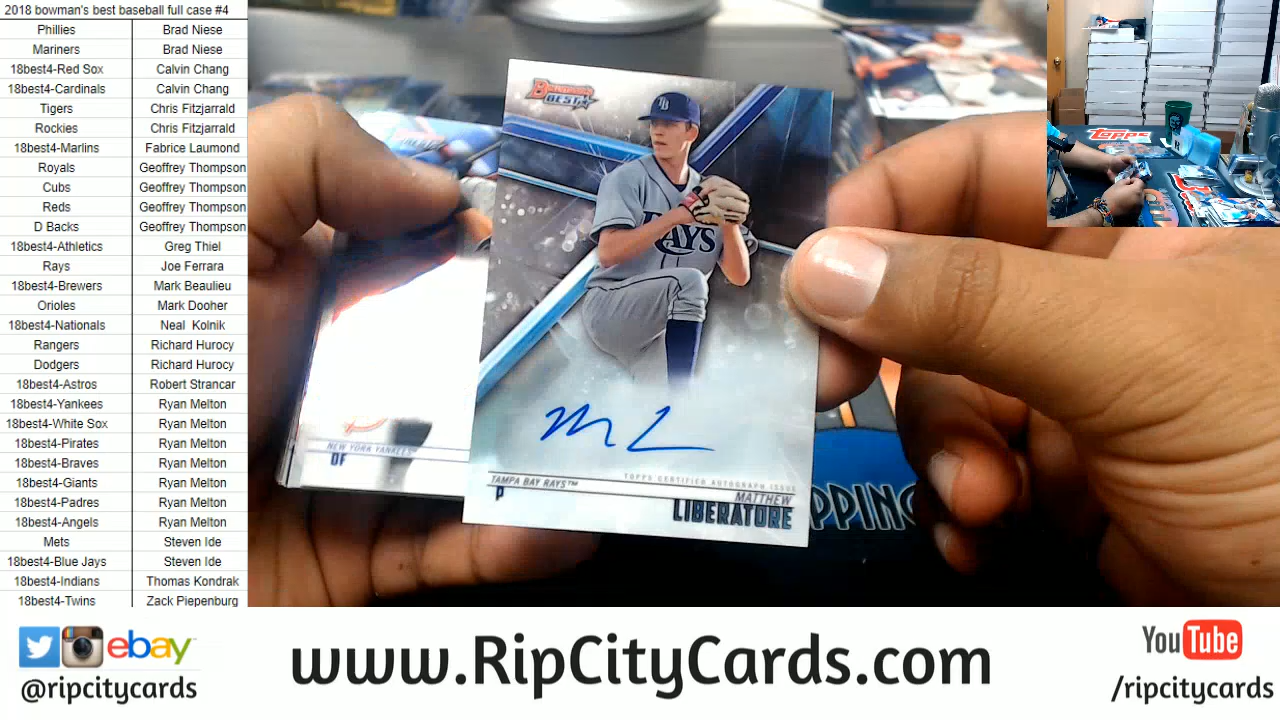 2018 bowman's best baseball full case #4
Phillies Brad Niese
Mariners Brad Niese
18best4-Red Sox Calvin Chang
18best4-Cardinals Calvin Chang
Tigers Chris Fitzjarrald
Rockies Chris Fitzjarrald
18best4-Marlins Fabrice Laumond
Royals Geoffrey Thompson
Cubs Geoffrey Thompson
Reds Geoffrey Thompson
D Backs Geoffrey Thompson
18best4-Athletics Greg Thiel
Rays Joe Ferrara
18best4-Brewers Mark Beaulieu
Orioles Mark Dooher
18best4-Nationals Neal Kolnik
Rangers Richard Hurocy
Dodgers Richard Hurocy
18best4-Astros Robert Strancar
18best4-Yankees Ryan Melton
18best4-White Sox Ryan Melton
18best4-Pirates Ryan Melton
18best4-Braves Ryan Melton
18best4-Giants Ryan Melton
18best4-Padres Ryan Melton
18best4-Angels Ryan Melton
Mets Steven Ide
18best4-Blue Jays Steven Ide
18best4-Indians Thomas Kondrak
18best4-Twins Zack Piepenburg
BOWMAN'S
BEST
TB
RAYS
M L
TOPPS CERTIFIED AUTOGRAPH ISSUE
TAMPA BAY RAYS™
P
MATTHEW
LIBERATORE
NEW YORK YANKEES
OF
PPING
Topps
ebay
@ripcitycards
www.RipCityCards.com
YouTube
/ripcitycards